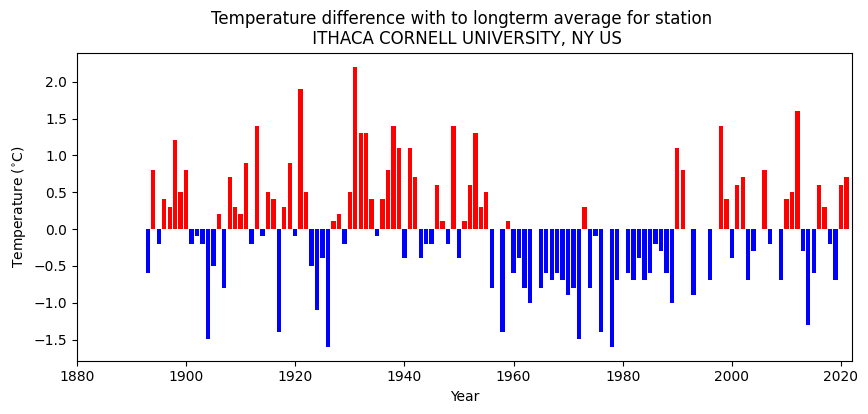 Temperature difference with to longterm average for station
ITHACA CORNELL UNIVERSITY, NY US
Temperature (°C)
2.0
1.5
1.0
0.5
0.0
−0.5
−1.0
−1.5
1880 1900 1920 1940 1960 1980 2000 2020
Year